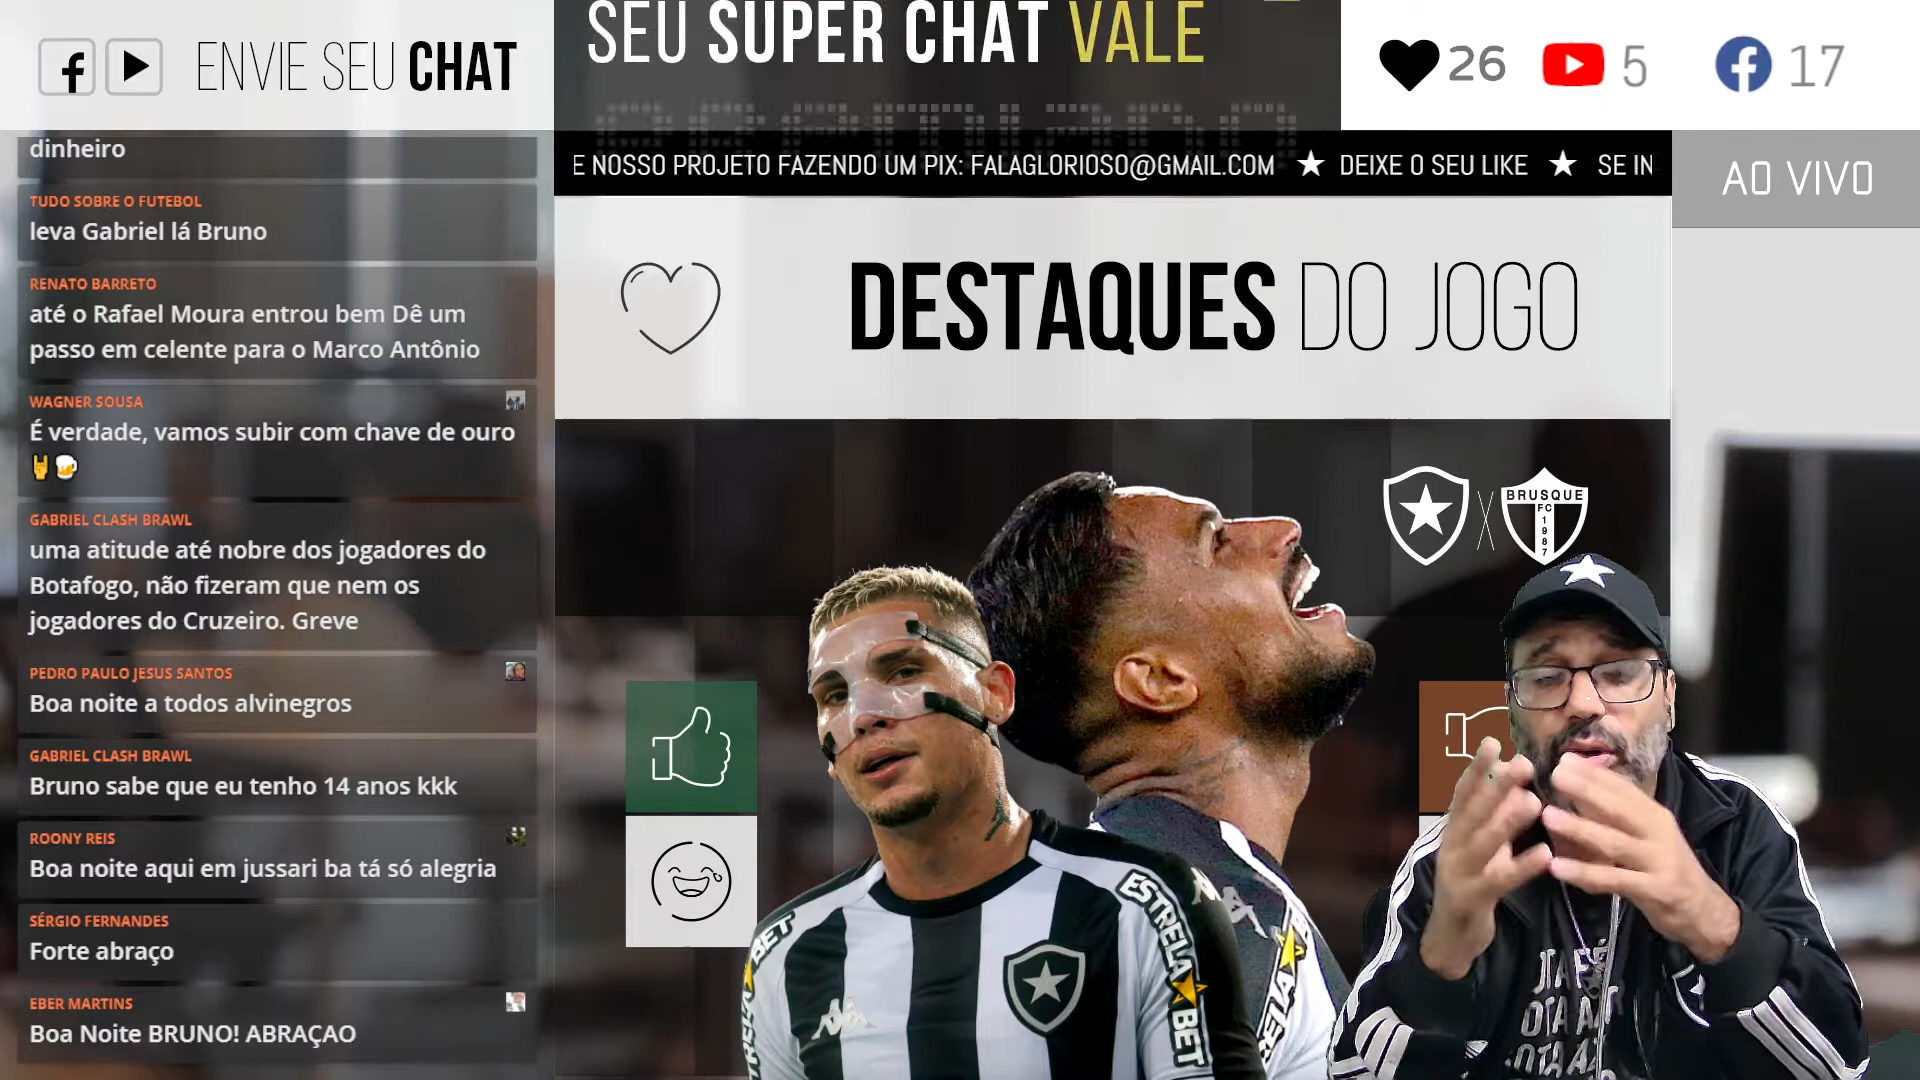 ENVIE SEU CHAT
SEU SUPER CHAT VALE
26
5
17
E NOSSO PROJETO FAZENDO UM PIX: FALAGLORIOSO@GMAIL.COM ★ DEIXE O SEU LIKE ★ SE IN
AO VIVO
dinheiro
TUDO SOBRE O FUTEBOL
leva Gabriel lá Bruno
RENATO BARRETO
até o Rafael Moura entrou bem Dê um
passo em celente para o Marco Antônio
WAGNER SOUSA
É verdade, vamos subir com chave de ouro
🤘🍺
GABRIEL CLASH BRAWL
uma atitude até nobre dos jogadores do
Botafogo, não fizeram que nem os
jogadores do Cruzeiro. Greve
PEDRO PAULO JESUS SANTOS
Boa noite a todos alvinegros
GABRIEL CLASH BRAWL
Bruno sabe que eu tenho 14 anos kkk
ROONY REIS
Boa noite aqui em jussari ba tá só alegria
SÉRGIO FERNANDES
Forte abraço
EBER MARTINS
Boa Noite BRUNO! ABRAÇAO
DESTAQUES DO JOGO
BRUSQUE
FC
1
9
8
7
ESTRELA BET
BET